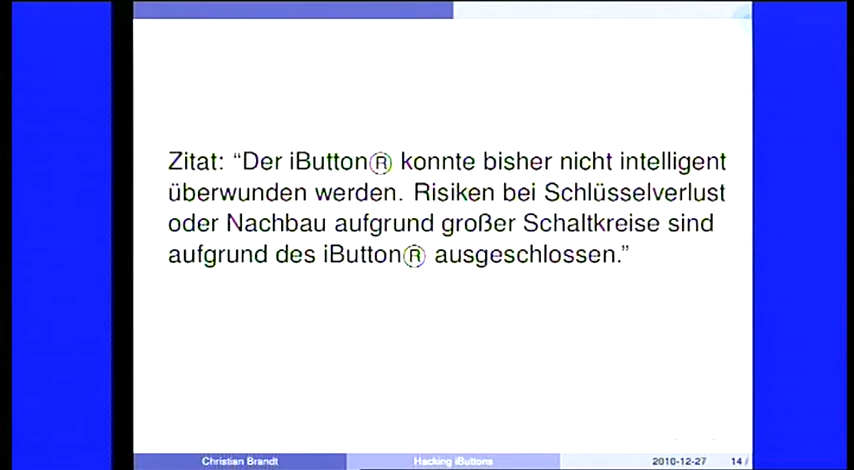 Zitat: “Der iButton® konnte bisher nicht intelligent
überwunden werden. Risiken bei Schlüsselverlust
oder Nachbau aufgrund großer Schaltkreise sind
aufgrund des iButton® ausgeschlossen.”
Christian Brandt Hacking iButtons 2010-12-27 14 /